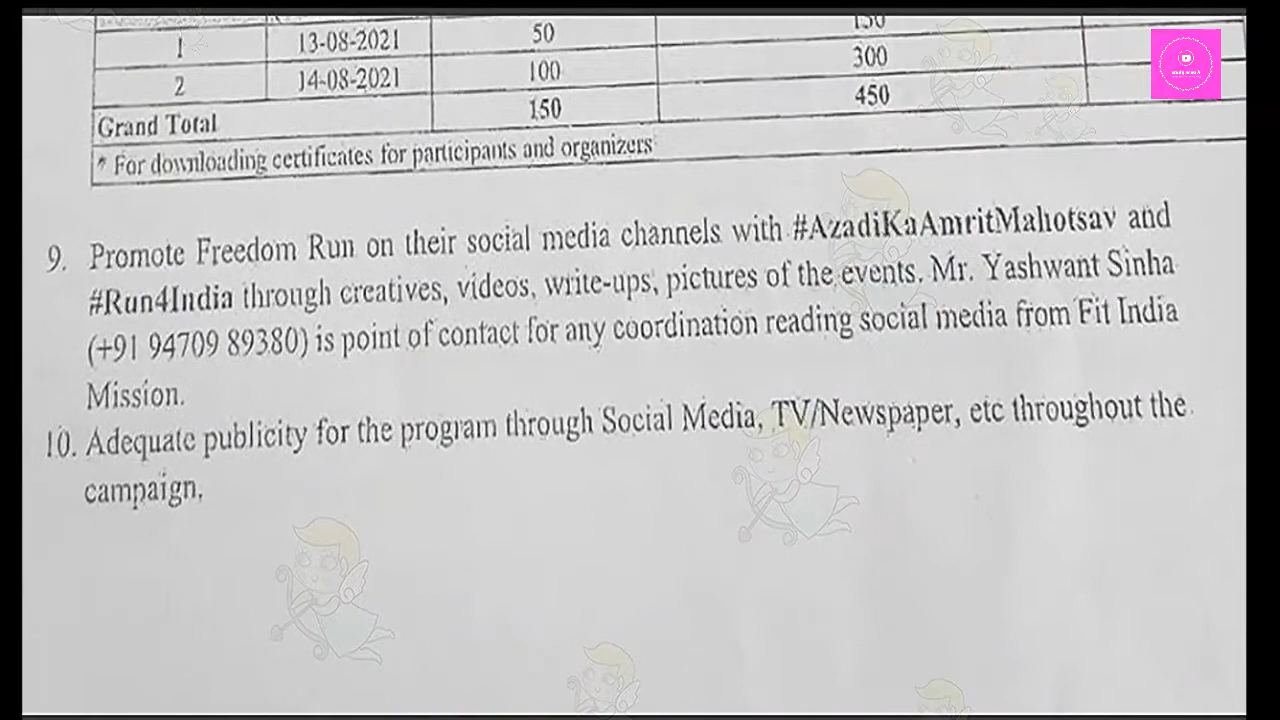 1 13-08-2021 50 150
2 14-08-2021 100 300
Grand Total 150 450
* For downloading certificates for participants and organizers
9. Promote Freedom Run on their social media channels with #AzadiKaAmritMahotsav and
#Run4India through creatives, videos, write-ups, pictures of the events. Mr. Yashwant Sinha
(+91 94709 89380) is point of contact for any coordination reading social media from Fit India
Mission.
10. Adequate publicity for the program through Social Media, TV/Newspaper, etc throughout the
campaign.